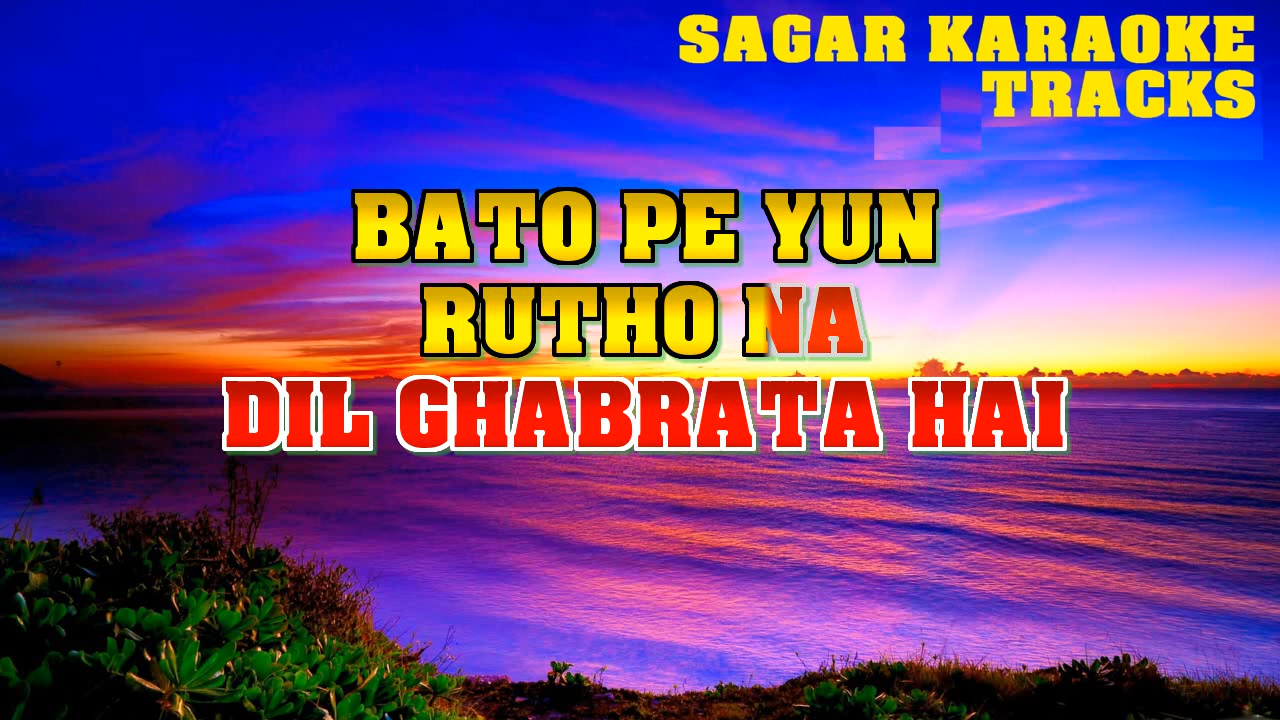 SAGAR KARAOKE
TRACKS
BATO PE YUN
RUTHO NA
DIL GHABRATA HAI